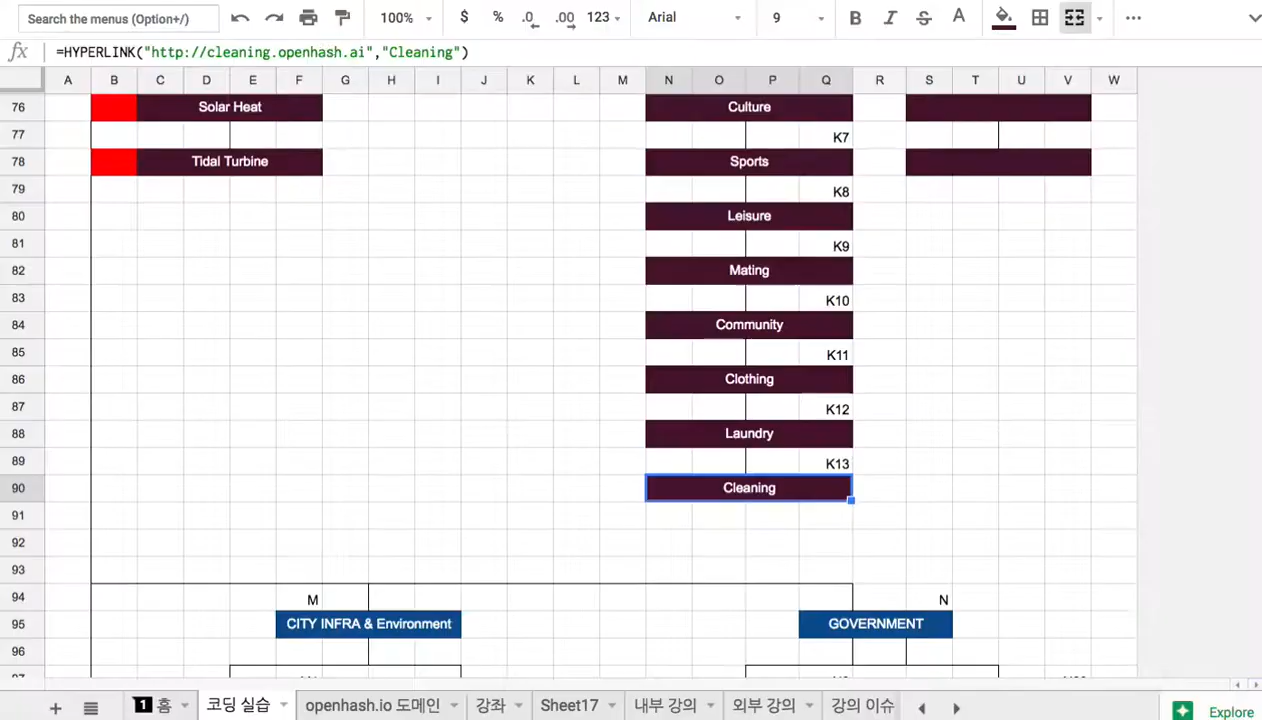 Search the menus (Option+/)
100%
$
%
.0
.00
123
Arial
9
B
I
S
A
fx
=HYPERLINK("http://cleaning.openhash.ai","Cleaning")
A B C D E F G H I J K L M N O P Q R S T U V W
76 Solar Heat Culture
77 K7
78 Tidal Turbine Sports
79 K8
80 Leisure
81 K9
82 Mating
83 K10
84 Community
85 K11
86 Clothing
87 K12
88 Laundry
89 K13
90 Cleaning
91
92
93
94 M N
95 CITY INFRA & Environment GOVERNMENT
96
1 홈
코딩 실습
openhash.io 도메인
강좌
Sheet17
내부 강의
외부 강의
강의 이슈
Explore